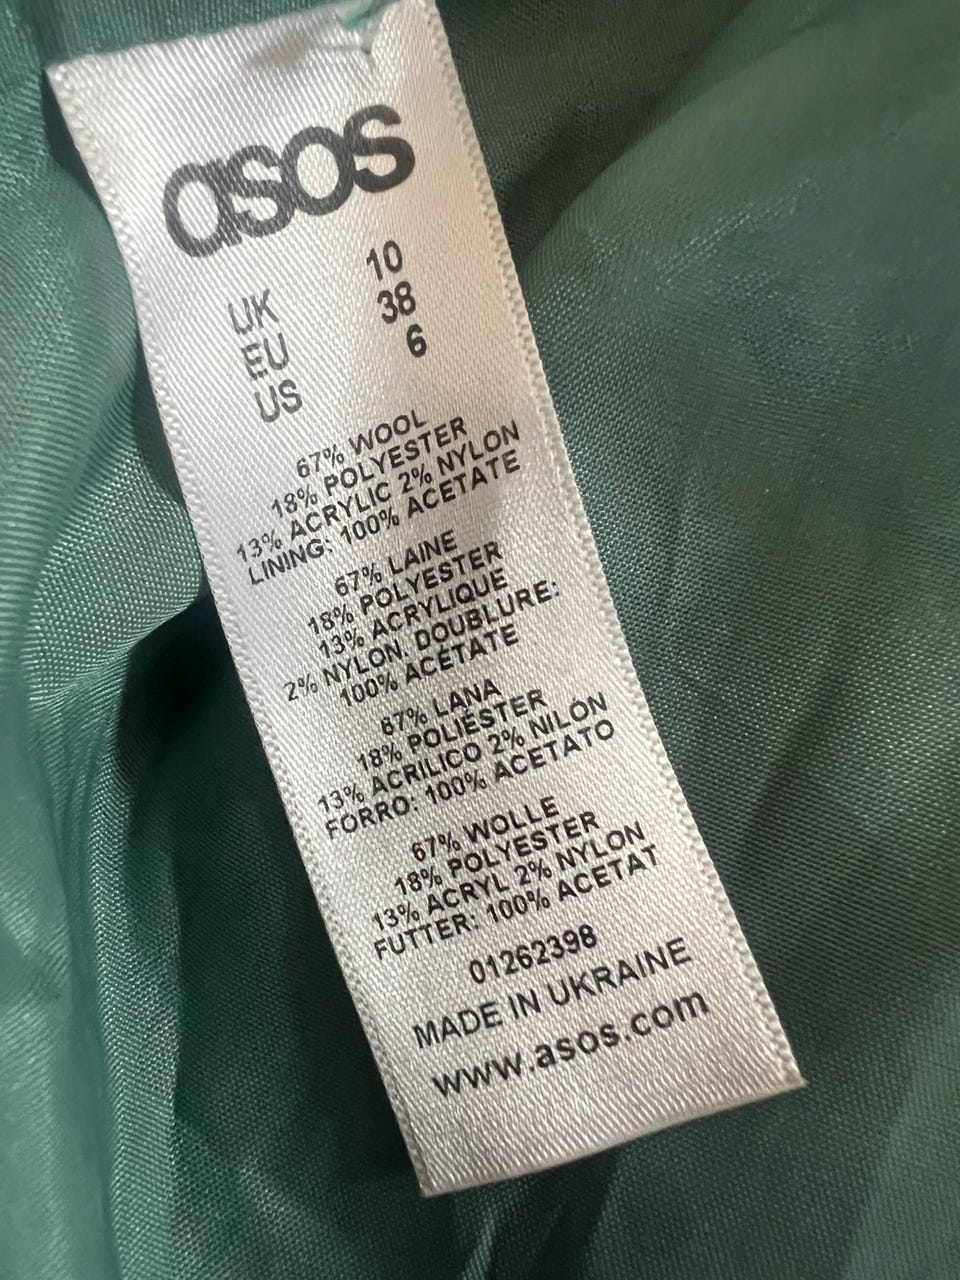 asos
UK 10
EU 38
US 6
67% WOOL
18% POLYESTER
13% ACRYLIC 2% NYLON
LINING: 100% ACETATE
67% LAINE
18% POLYESTER
13% ACRYLIQUE
2% NYLON. DOUBLURE:
100% ACÉTATE
67% LANA
18% POLIÉSTER
13% ACRILICO 2% NILÓN
FORRO: 100% ACETATO
67% WOLLE
18% POLYESTER
13% ACRYL 2% NYLON
FUTTER: 100% ACETAT
01262398
MADE IN UKRAINE
www.asos.com